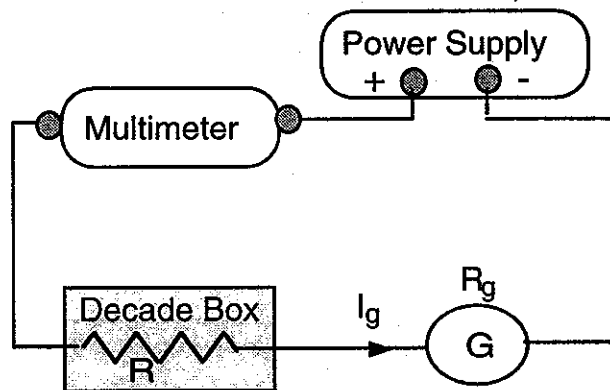 Power Supply
+ -
Multimeter
Decade Box
R
Ig
Rg
G